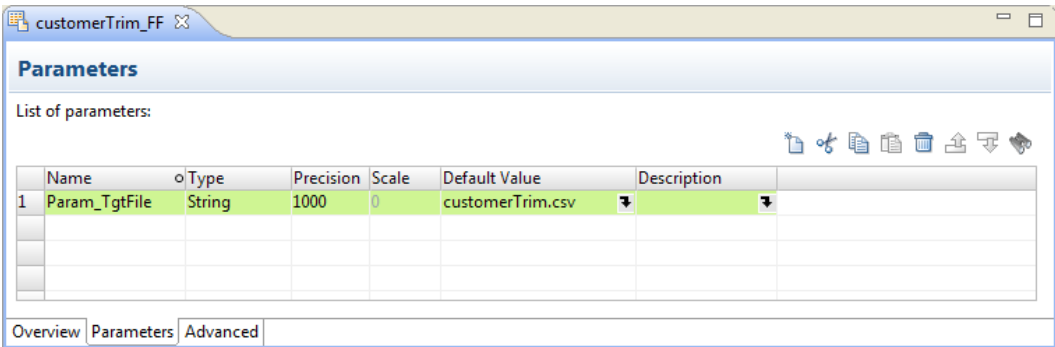 customerTrim_FF
Parameters
List of parameters:
Name Type Precision Scale Default Value Description
1 Param_TgtFile String 1000 0 customerTrim.csv
Overview Parameters Advanced